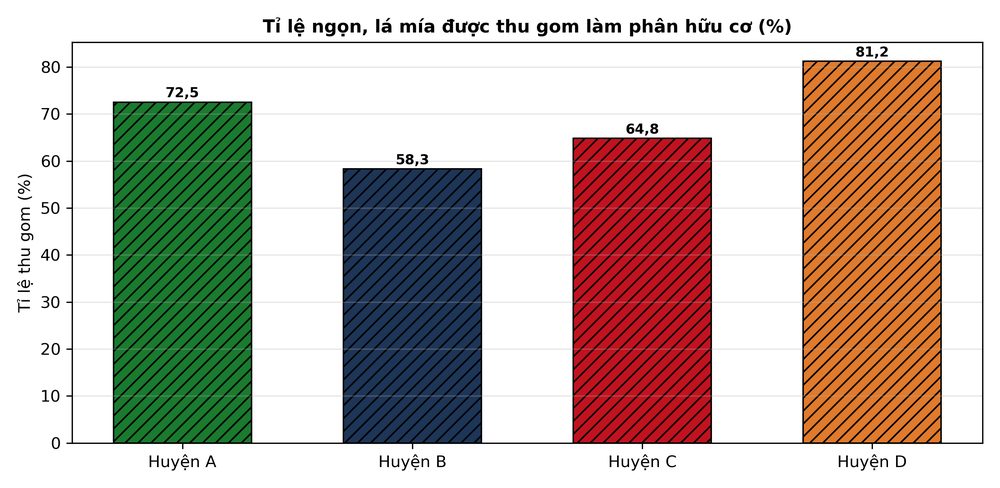 Tỉ lệ ngọn, lá mía được thu gom làm phân hữu cơ (%)
Tỉ lệ thu gom (%)
80
70
60
50
40
30
20
10
0
72,5
58,3
64,8
81,2
Huyện A
Huyện B
Huyện C
Huyện D